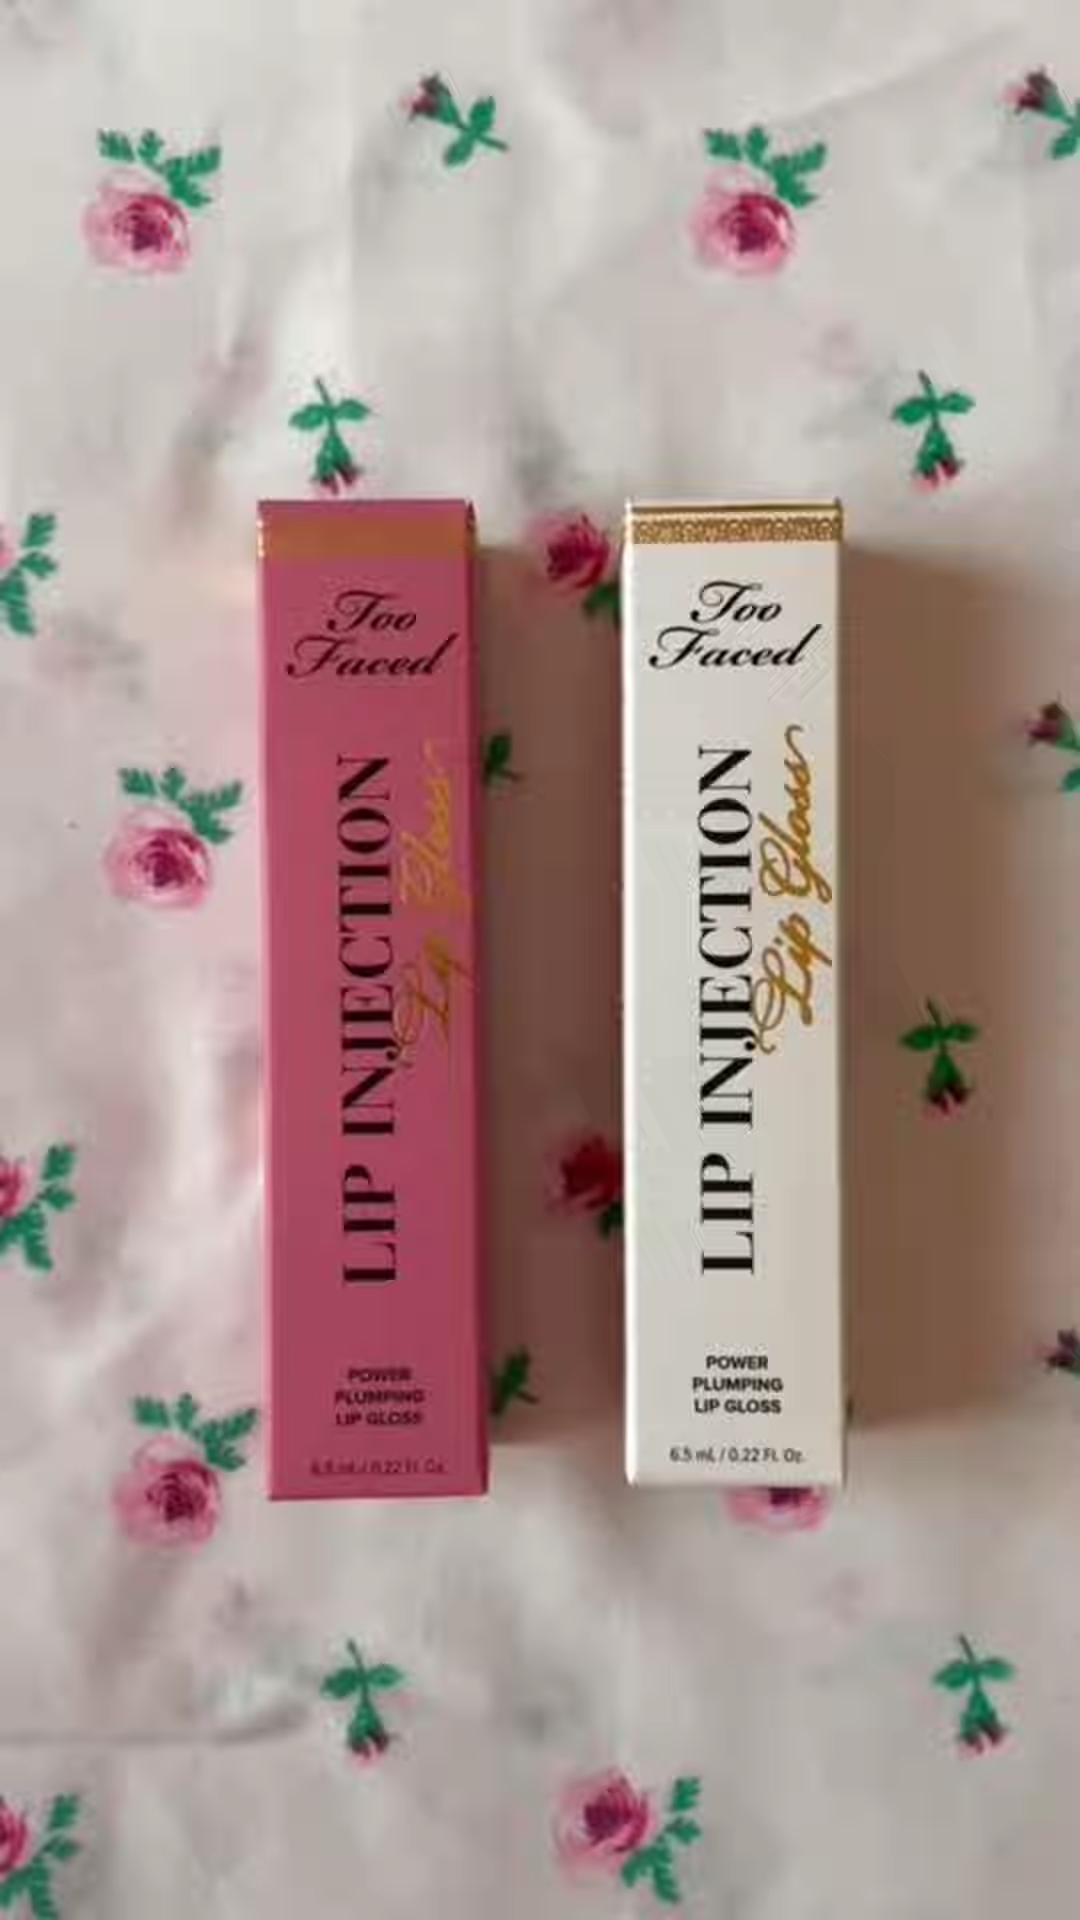 Too
Faced
LIP INJECTION
Lip Gloss
POWER
PLUMPING
LIP GLOSS
6.5 mL / 0.22 Fl. Oz.
Too
Faced
LIP INJECTION
Lip Gloss
POWER
PLUMPING
LIP GLOSS
6.5 mL / 0.22 Fl. Oz.